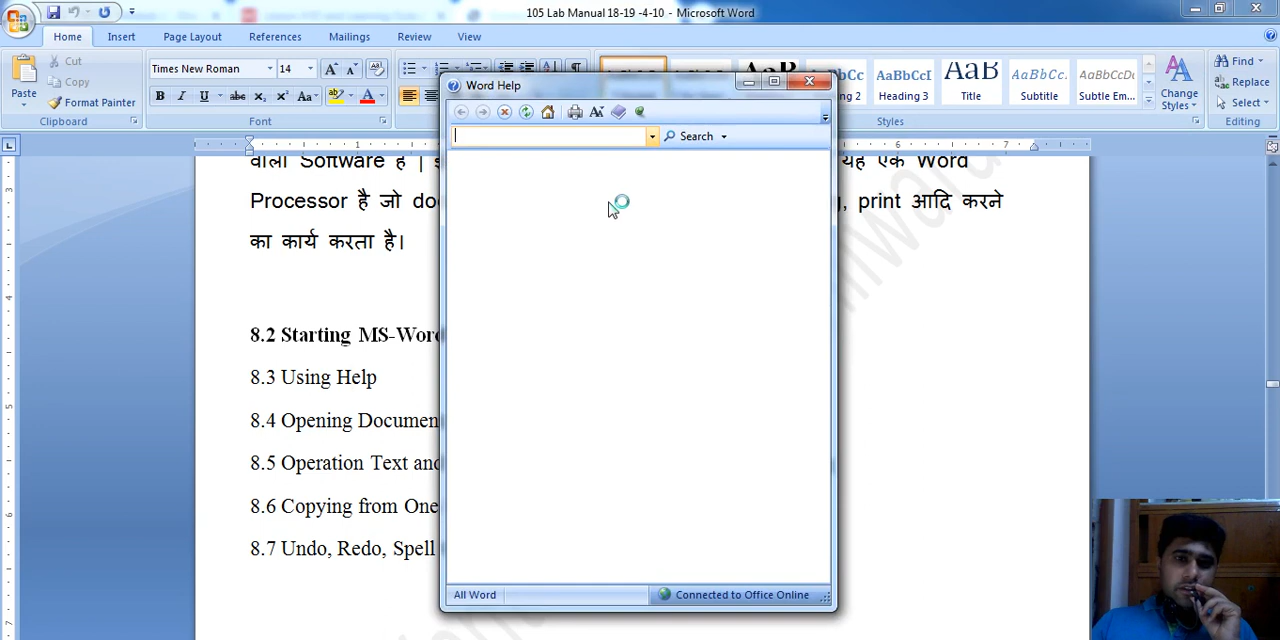 105 Lab Manual 18-19 -4-10 - Microsoft Word
Home Insert Page Layout References Mailings Review View
Paste
Cut
Copy
Format Painter
Clipboard
Times New Roman 14
B I U abc x₂ x² Aa
Font
Heading 3
Title
Subtitle
Subtle Em...
Change Styles
Styles
Find
Replace
Select
Editing
Word Help
Search
वाला Software है | यह एक Word
Processor है जो print आदि करने
का कार्य करता है।
8.2 Starting MS-Word
8.3 Using Help
8.4 Opening Documen
8.5 Operation Text and
8.6 Copying from One
8.7 Undo, Redo, Spell
All Word Connected to Office Online